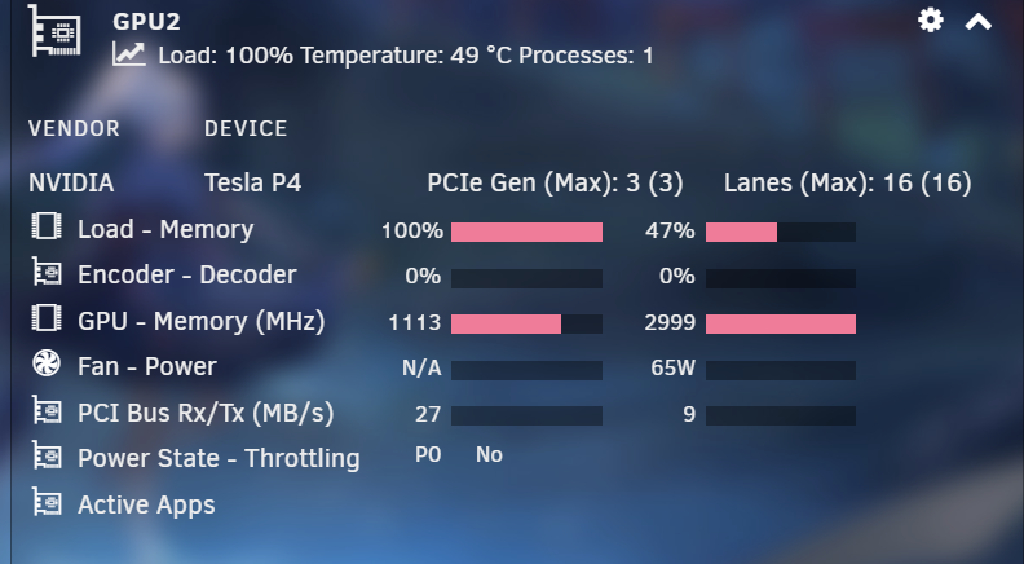 GPU2
Load: 100% Temperature: 49 °C Processes: 1
VENDOR DEVICE
NVIDIA Tesla P4 PCIe Gen (Max): 3 (3) Lanes (Max): 16 (16)
Load - Memory 100% 47%
Encoder - Decoder 0% 0%
GPU - Memory (MHz) 1113 2999
Fan - Power N/A 65W
PCI Bus Rx/Tx (MB/s) 27 9
Power State - Throttling P0 No
Active Apps